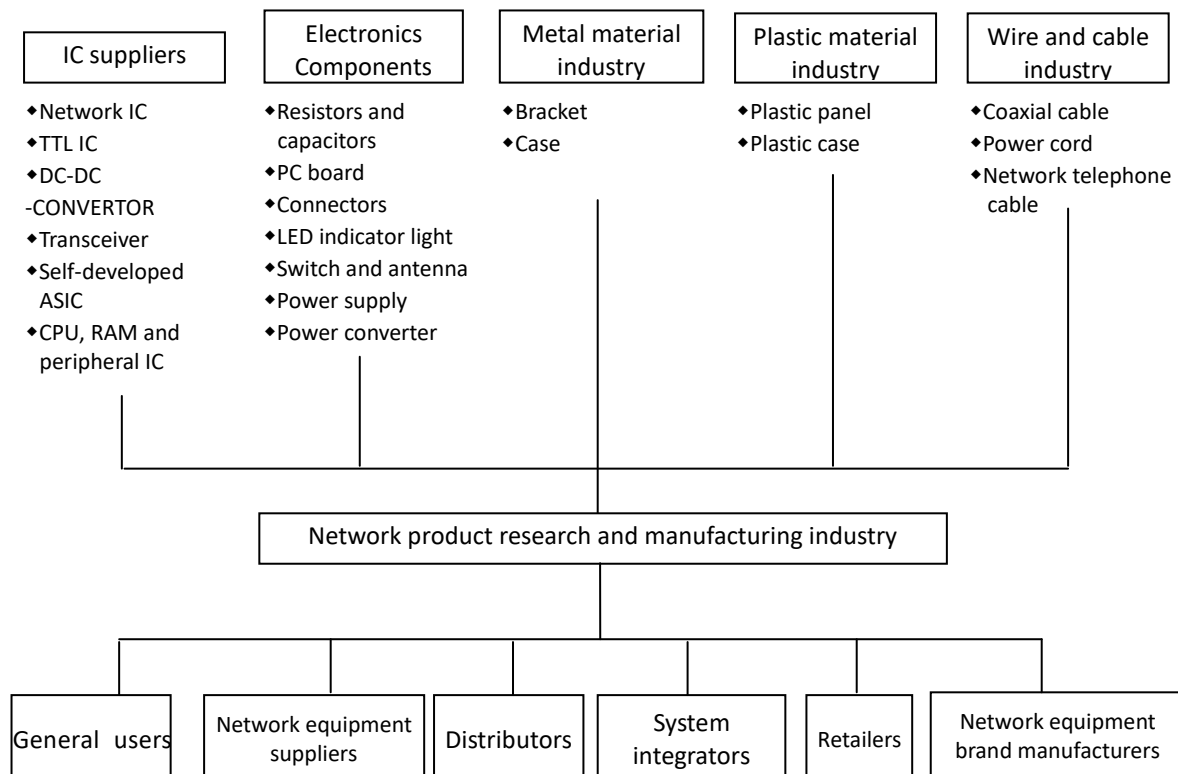 IC suppliers
◆Network IC
◆TTL IC
◆DC-DC
-CONVERTOR
◆Transceiver
◆Self-developed
ASIC
◆CPU, RAM and
peripheral IC
Electronics
Components
◆Resistors and
capacitors
◆PC board
◆Connectors
◆LED indicator light
◆Switch and antenna
◆Power supply
◆Power converter
Metal material
industry
◆Bracket
◆Case
Plastic material
industry
◆Plastic panel
◆Plastic case
Wire and cable
industry
◆Coaxial cable
◆Power cord
◆Network telephone
cable
Network product research and manufacturing industry
General users
Network equipment
suppliers
Distributors
System
integrators
Retailers
Network equipment
brand manufacturers